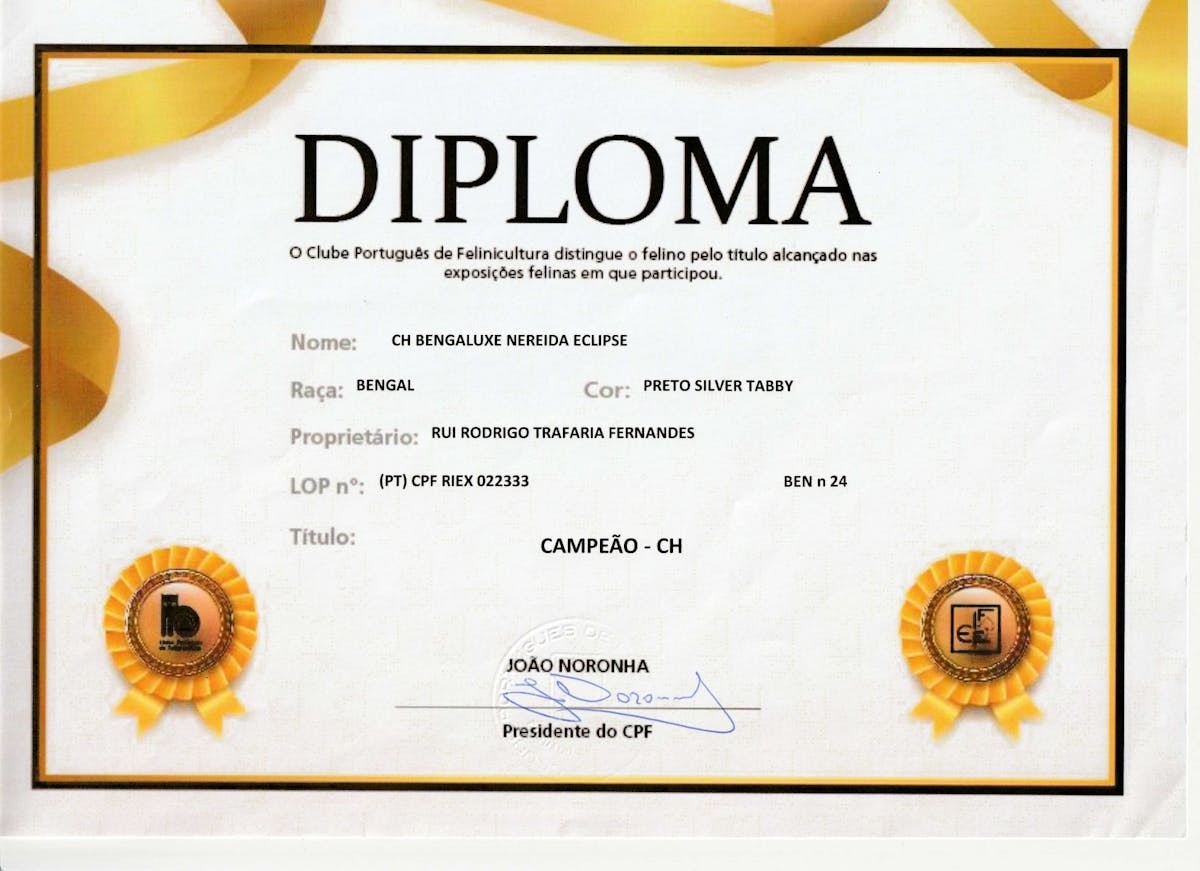 DIPLOMA
O Clube Português de Felinicultura distingue o felino pelo título alcançado nas
exposições felinas em que participou.
Nome: CH BENGALUXE NEREIDA ECLIPSE
Raça: BENGAL Cor: PRETO SILVER TABBY
Proprietário: RUI RODRIGO TRAFARIA FERNANDES
LOP nº: (PT) CPF RIEX 022333 BEN n 24
Título:
CAMPEÃO - CH
JOÃO NORONHA
Presidente do CPF